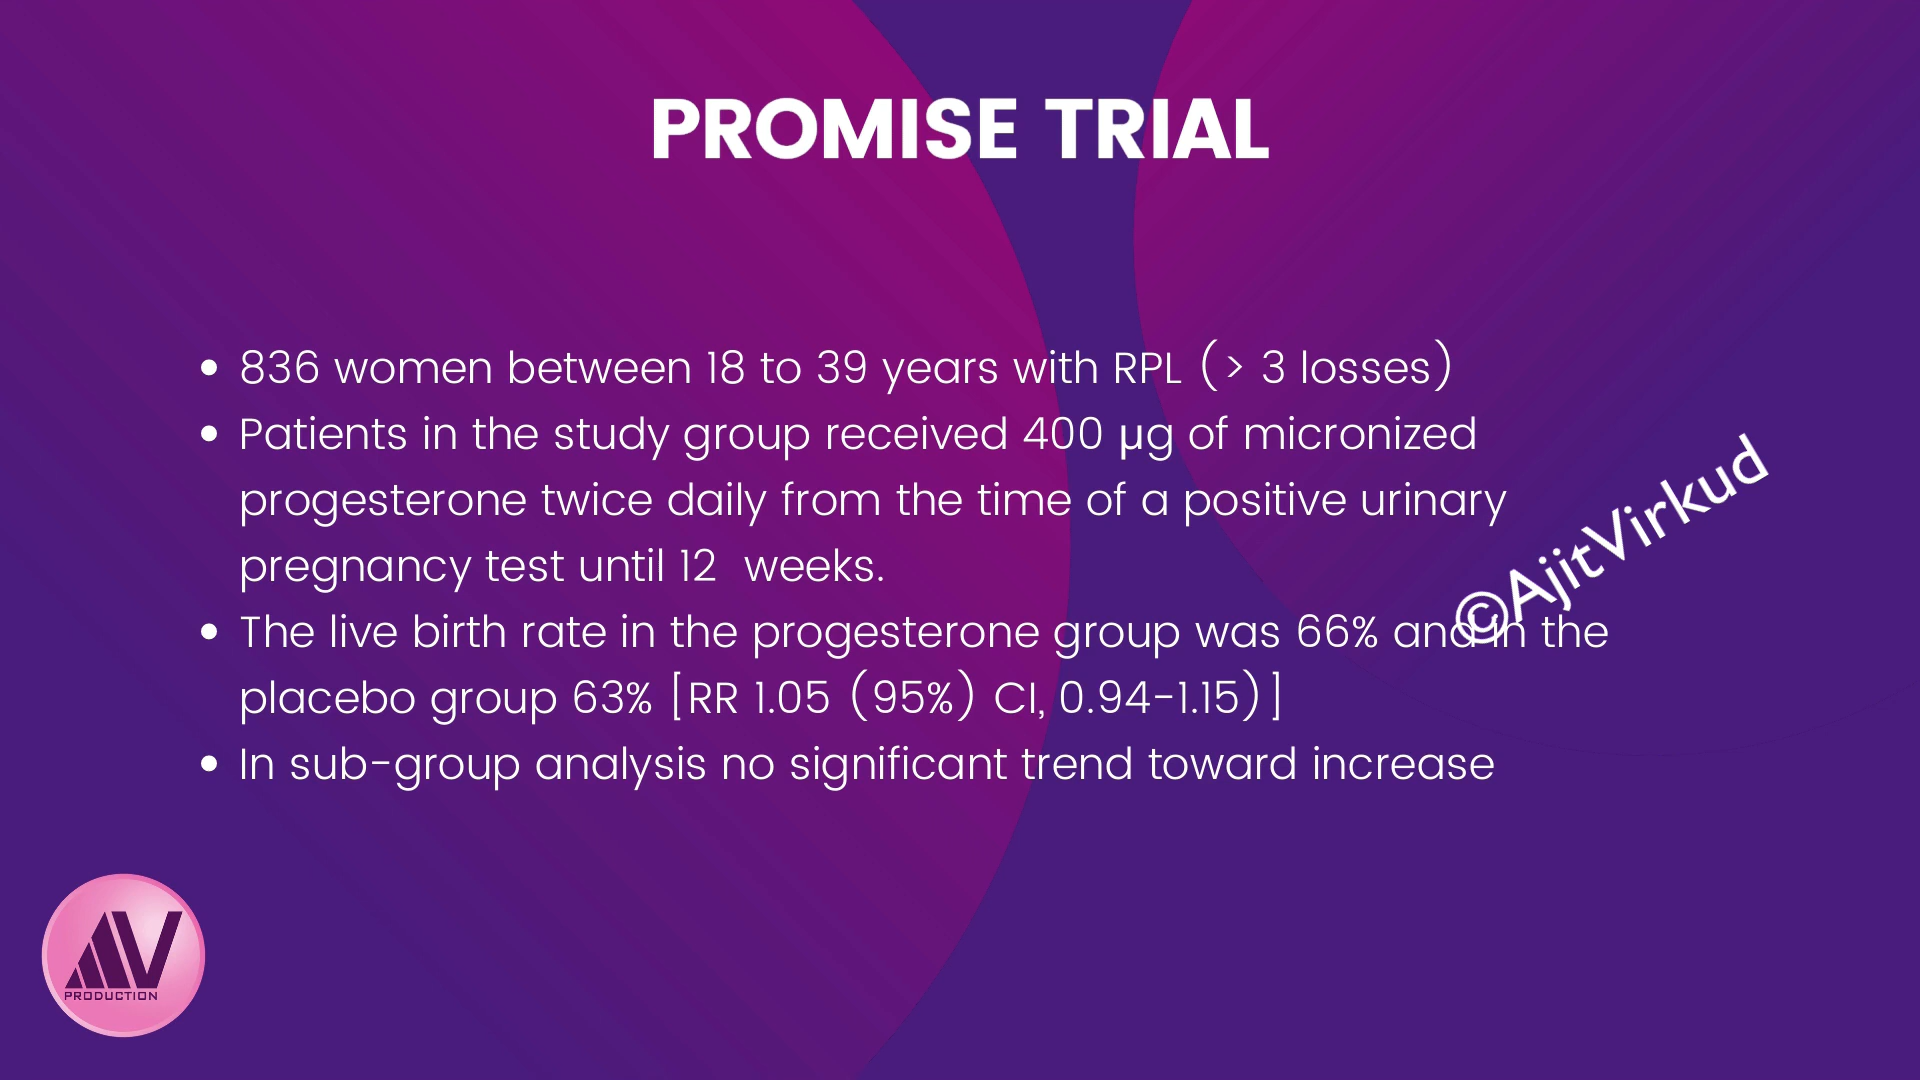 PROMISE TRIAL
• 836 women between 18 to 39 years with RPL (> 3 losses)
• Patients in the study group received 400 µg of micronized
progesterone twice daily from the time of a positive urinary
pregnancy test until 12  weeks.
• The live birth rate in the progesterone group was 66% and in the
placebo group 63% [RR 1.05 (95%) CI, 0.94-1.15)]
• In sub-group analysis no significant trend toward increase
©AjitVirkud
AV
PRODUCTION